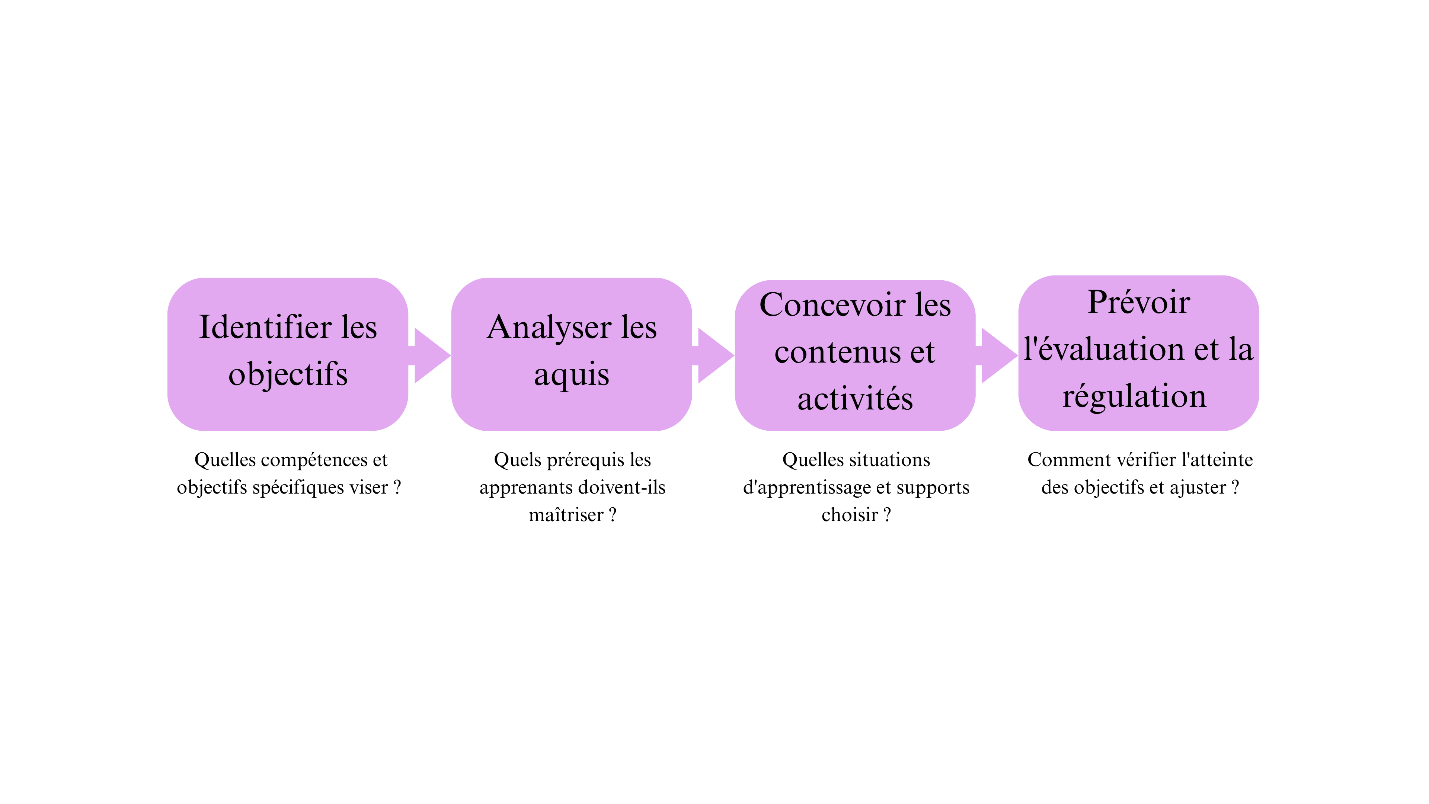 Identifier les
objectifs
Quelles compétences et
objectifs spécifiques viser ?
Analyser les
aquis
Quels prérequis les
apprenants doivent-ils
maîtriser ?
Concevoir les
contenus et
activités
Quelles situations
d'apprentissage et supports
choisir ?
Prévoir
l'évaluation et la
régulation
Comment vérifier l'atteinte
des objectifs et ajuster ?